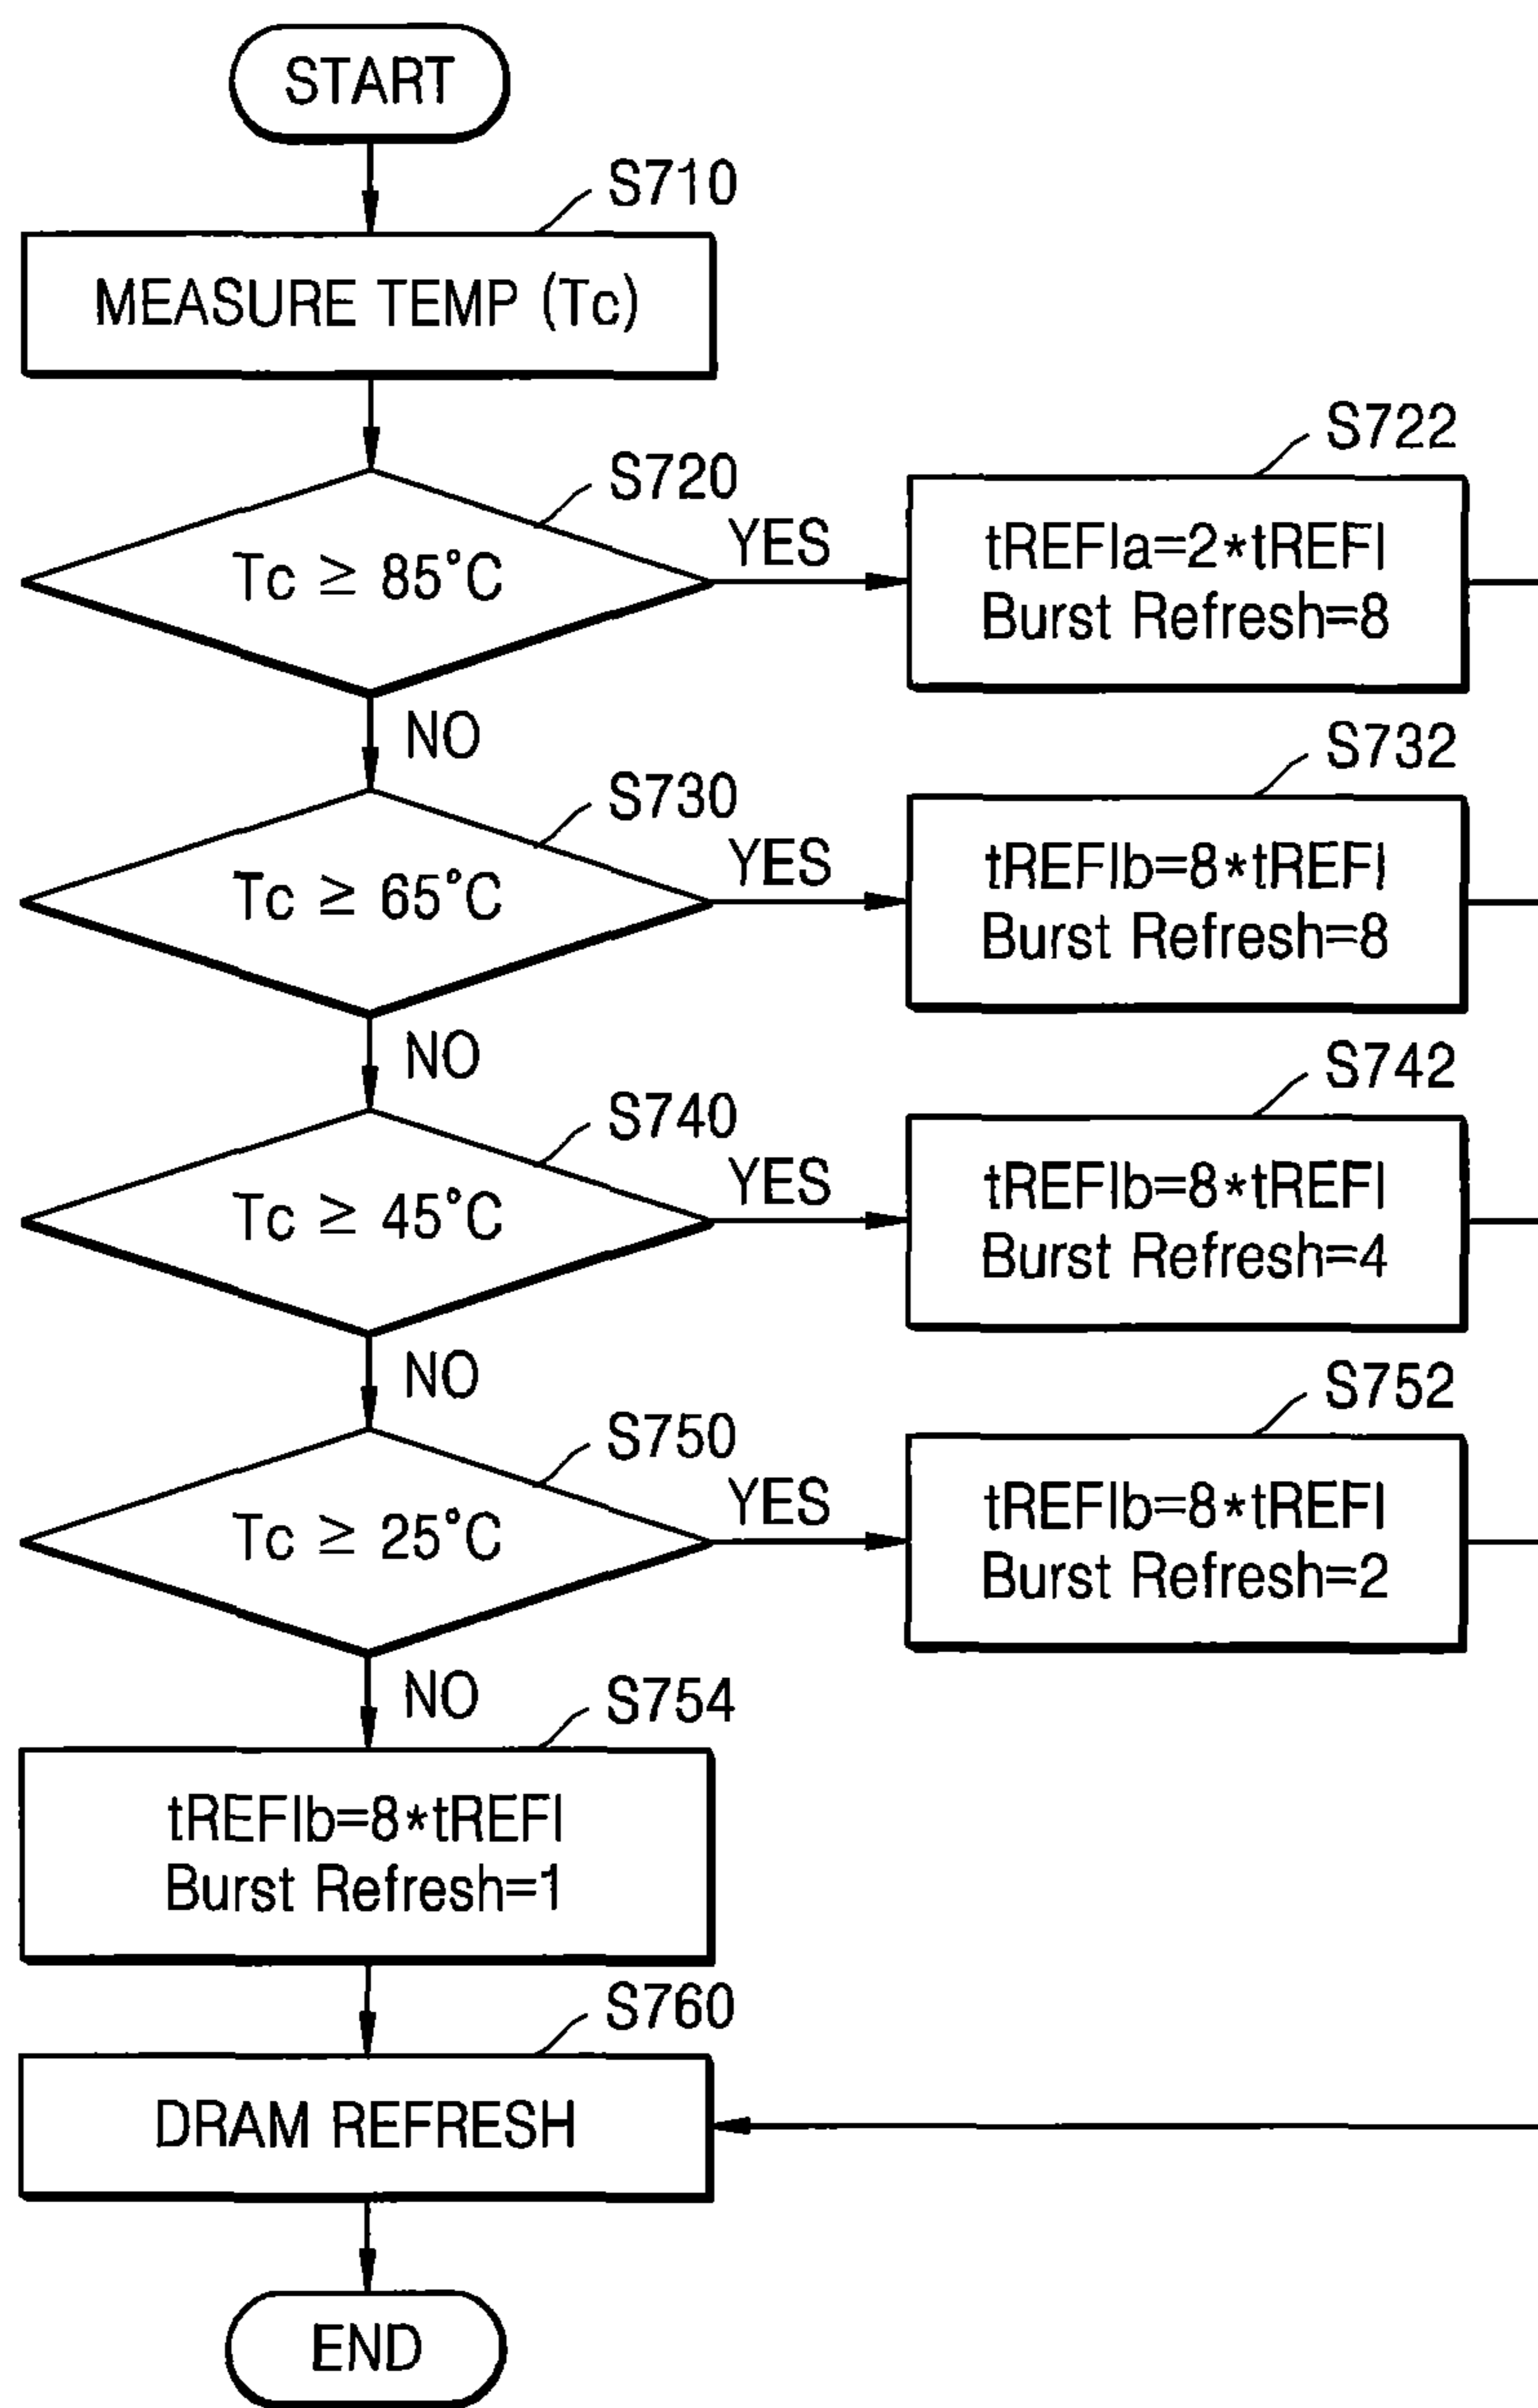 START
S710
MEASURE TEMP (Tc)
S720
Tc ≥ 85°C
YES
S722
tREFIa=2*tREFI
Burst Refresh=8
NO
S730
Tc ≥ 65°C
YES
S732
tREFIb=8*tREFI
Burst Refresh=8
NO
S740
Tc ≥ 45°C
YES
S742
tREFIb=8*tREFI
Burst Refresh=4
NO
S750
Tc ≥ 25°C
YES
S752
tREFIb=8*tREFI
Burst Refresh=2
NO
S754
tREFIb=8*tREFI
Burst Refresh=1
S760
DRAM REFRESH
END